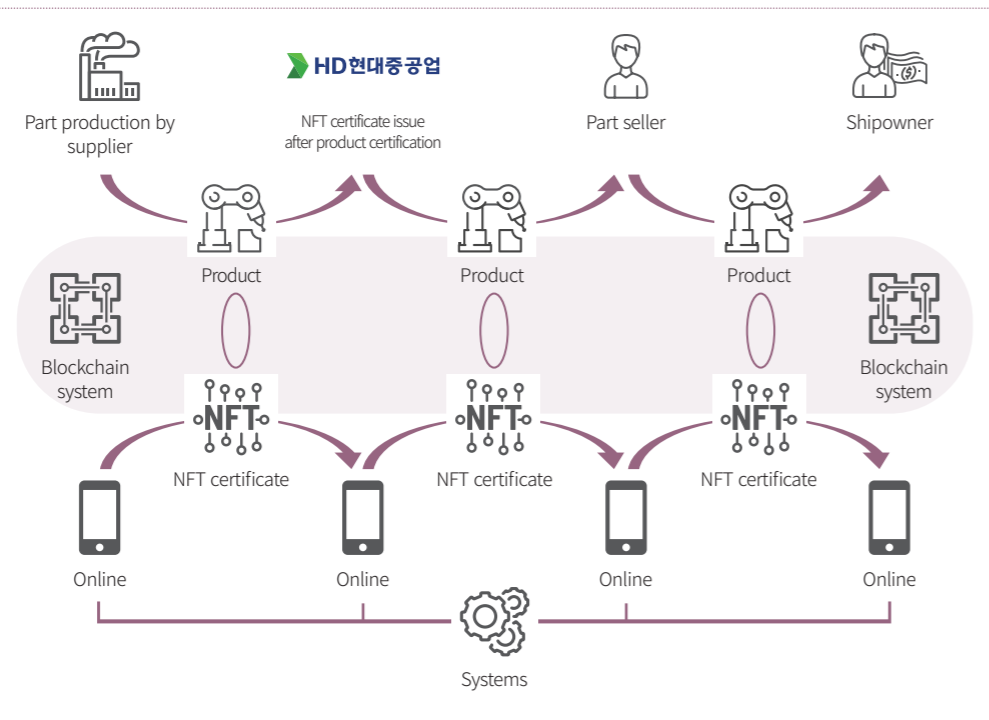 HD현대중공업
Part production by
supplier
NFT certificate issue
after product certification
Part seller
Shipowner
Product
Product
Product
Blockchain
system
Blockchain
system
NFT
NFT
NFT
NFT certificate
NFT certificate
NFT certificate
Online
Online
Online
Online
Systems